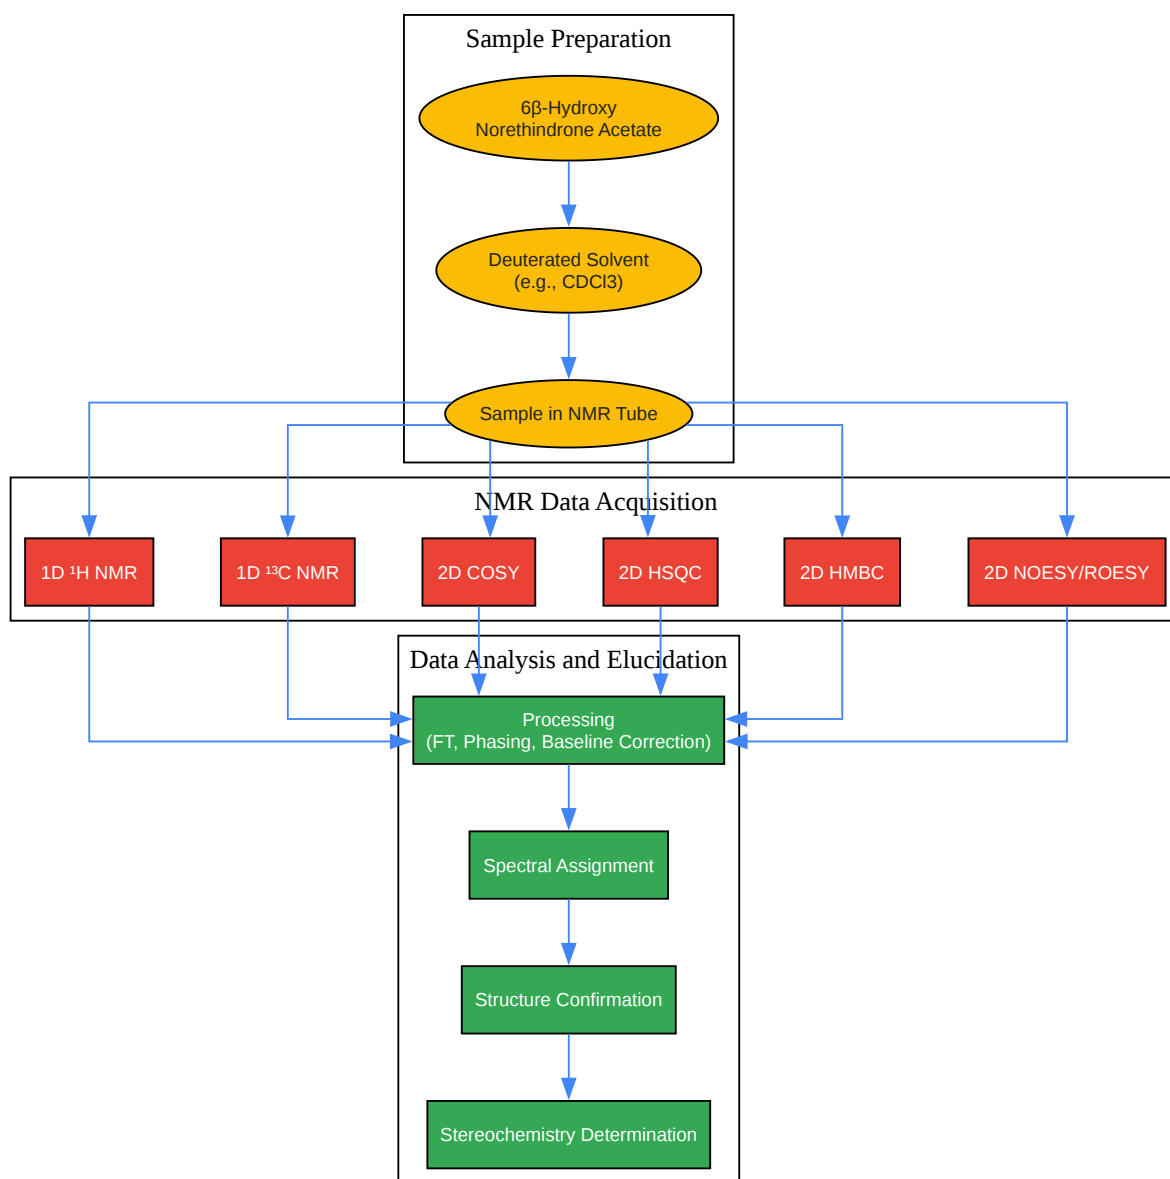 Sample Preparation
6β-Hydroxy
Norethindrone Acetate
Deuterated Solvent
(e.g., CDCl3)
Sample in NMR Tube
NMR Data Acquisition
1D ¹H NMR
1D ¹³C NMR
2D COSY
2D HSQC
2D HMBC
2D NOESY/ROESY
Data Analysis and Elucidation
Processing
(FT, Phasing, Baseline Correction)
Spectral Assignment
Structure Confirmation
Stereochemistry Determination